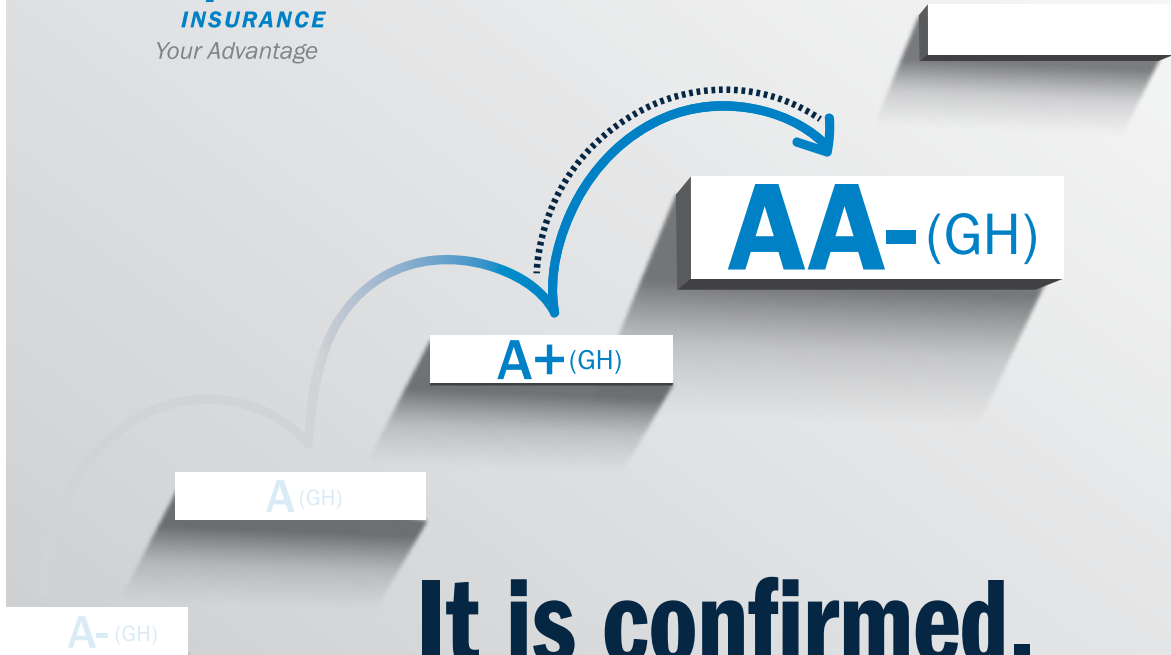 INSURANCE
Your Advantage
AA- (GH)
A+ (GH)
A (GH)
A- (GH)
It is confirmed.